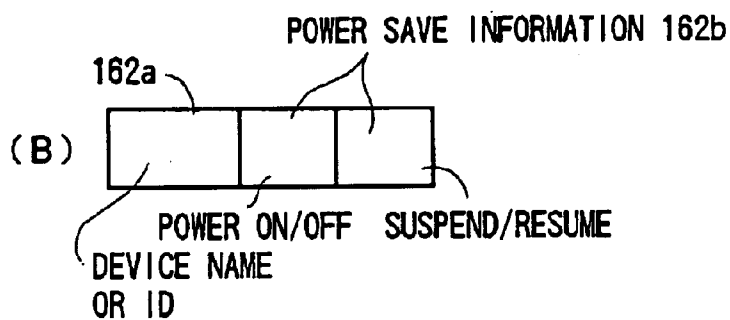 POWER SAVE INFORMATION 162b
162a
(B)
POWER ON/OFF SUSPEND/RESUME
DEVICE NAME
OR ID